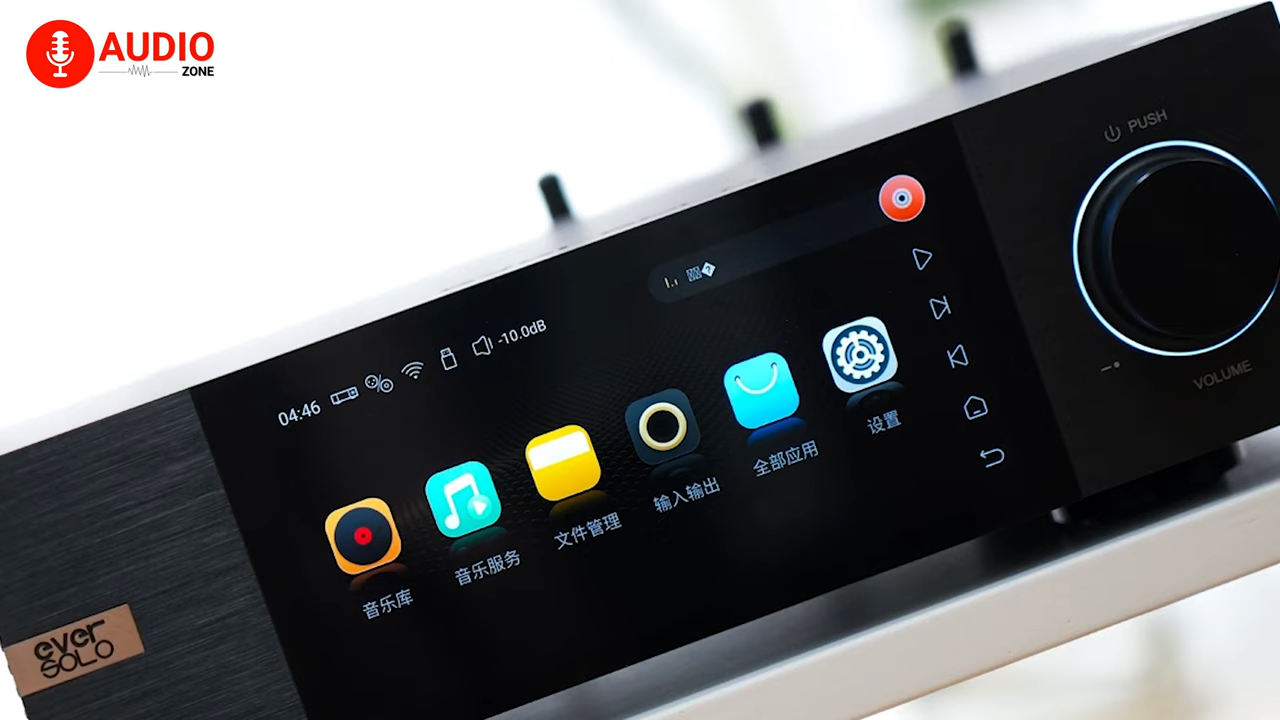 AUDIO
ZONE
PUSH
04:46
-10.0dB
音乐库
音乐服务
文件管理
输入输出
全部应用
设置
VOLUME
ever
SOLO